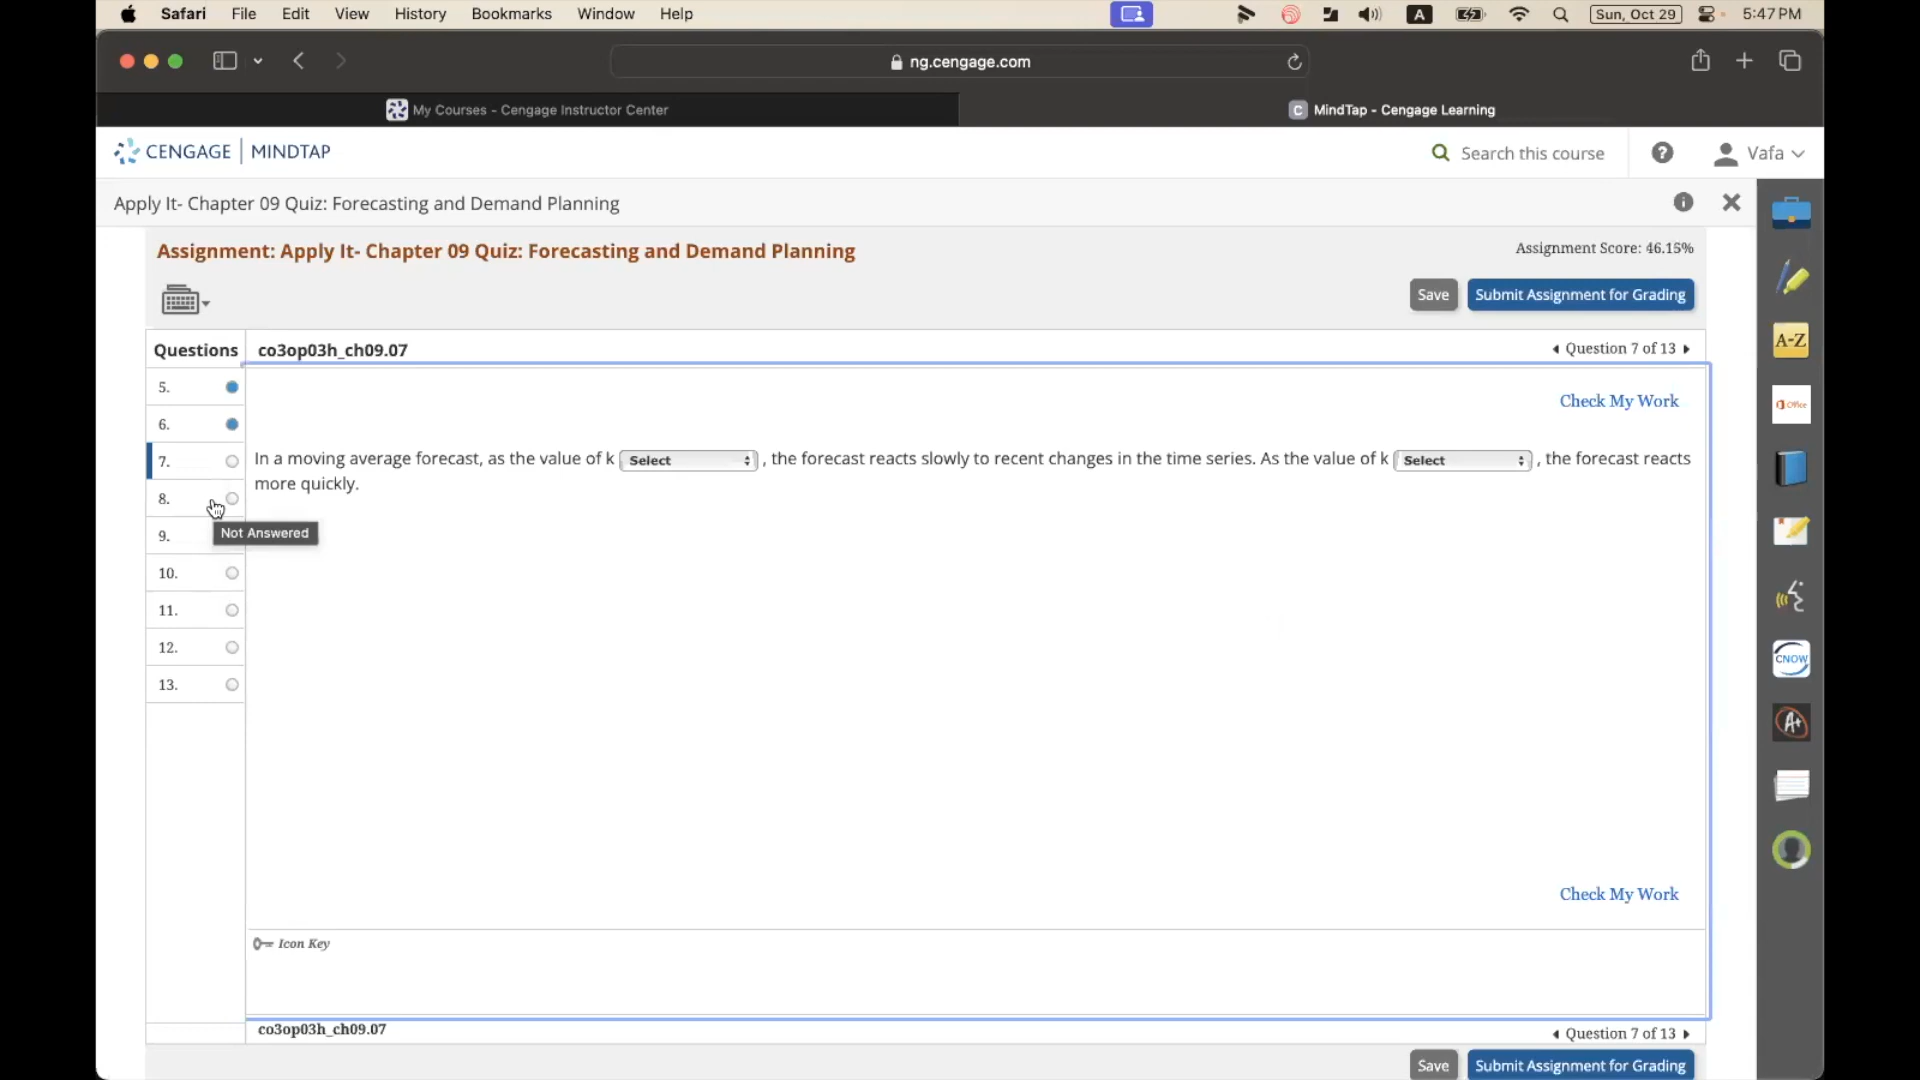 Safari File Edit View History Bookmarks Window Help A Sun, Oct 29 5:47 PM
ng.cengage.com
My Courses – Cengage Instructor Center
C MindTap - Cengage Learning
CENGAGE | MINDTAP
Search this course
? Vafa
Apply It- Chapter 09 Quiz: Forecasting and Demand Planning
Assignment: Apply It- Chapter 09 Quiz: Forecasting and Demand Planning
Assignment Score: 46.15%
Save Submit Assignment for Grading
A-Z
Questions
co3op03h_ch09.07
Question 7 of 13
5.
6.
7.
8.
Not Answered
9.
10.
11.
12.
13.
Check My Work
In a moving average forecast, as the value of k Select , the forecast reacts slowly to recent changes in the time series. As the value of k Select , the forecast reacts
more quickly.
Check My Work
Icon Key
co3op03h_ch09.07
Question 7 of 13
Save Submit Assignment for Grading
Office
CNOW
A+